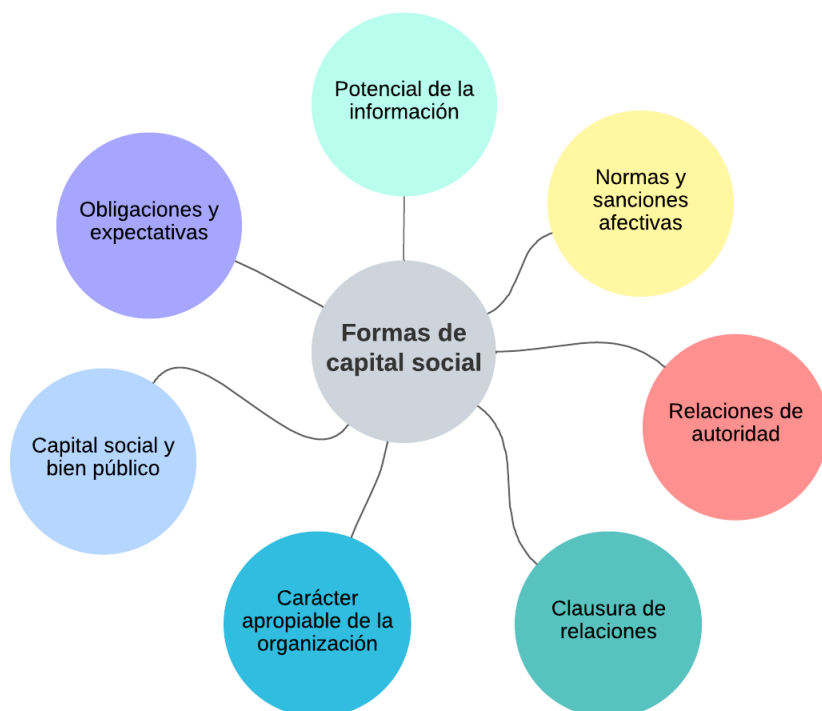 Potencial de la
información
Normas y
sanciones
afectivas
Obligaciones y
expectativas
Formas de
capital social
Relaciones de
autoridad
Capital social y
bien público
Carácter
apropiable de la
organización
Clausura de
relaciones